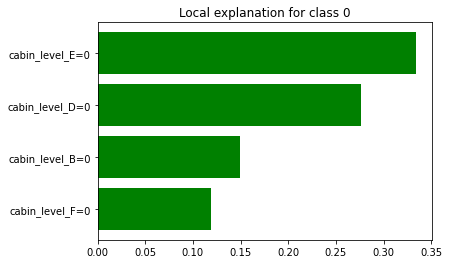 Local explanation for class 0
cabin_level_E=0
cabin_level_D=0
cabin_level_B=0
cabin_level_F=0
0.00 0.05 0.10 0.15 0.20 0.25 0.30 0.35